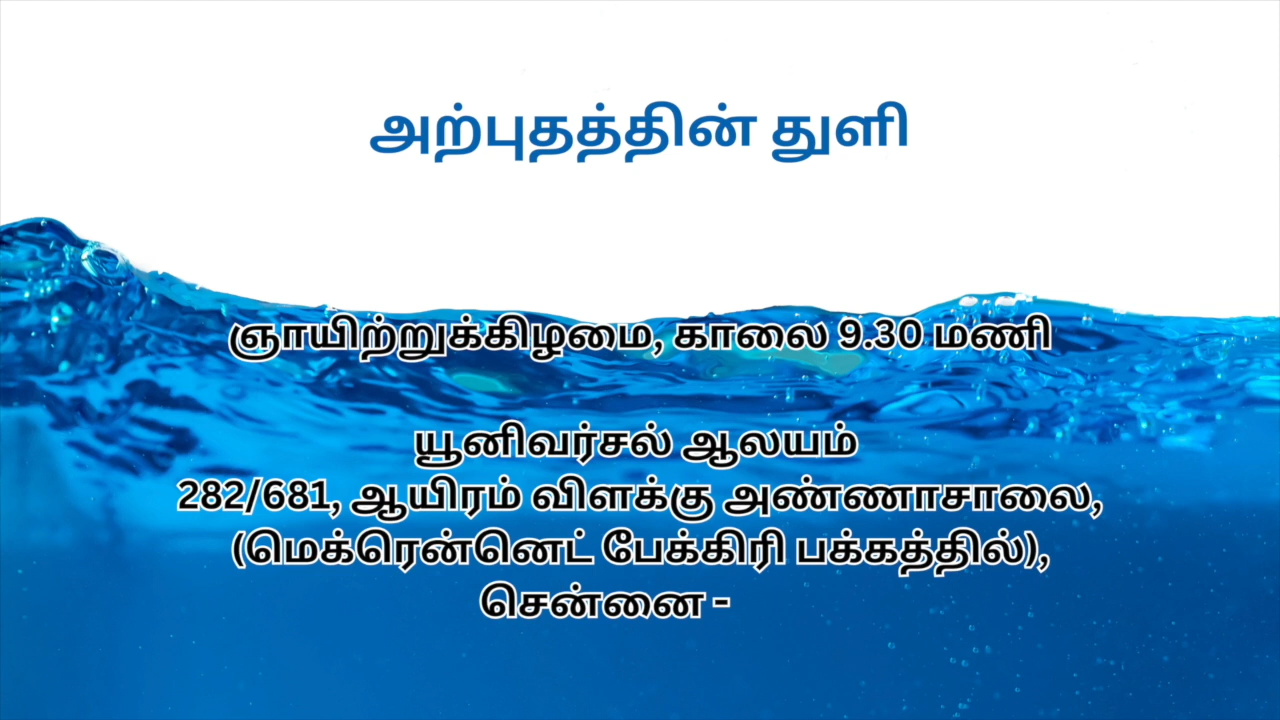 அற்புதத்தின் துளி
ஞாயிற்றுக்கிழமை, காலை 9.30 மணி
யூனிவர்சல் ஆலயம்
282/681, ஆயிரம் விளக்கு அண்ணாசாலை,
(மெக்ரென்னெட் பேக்கிரி பக்கத்தில்),
சென்னை -